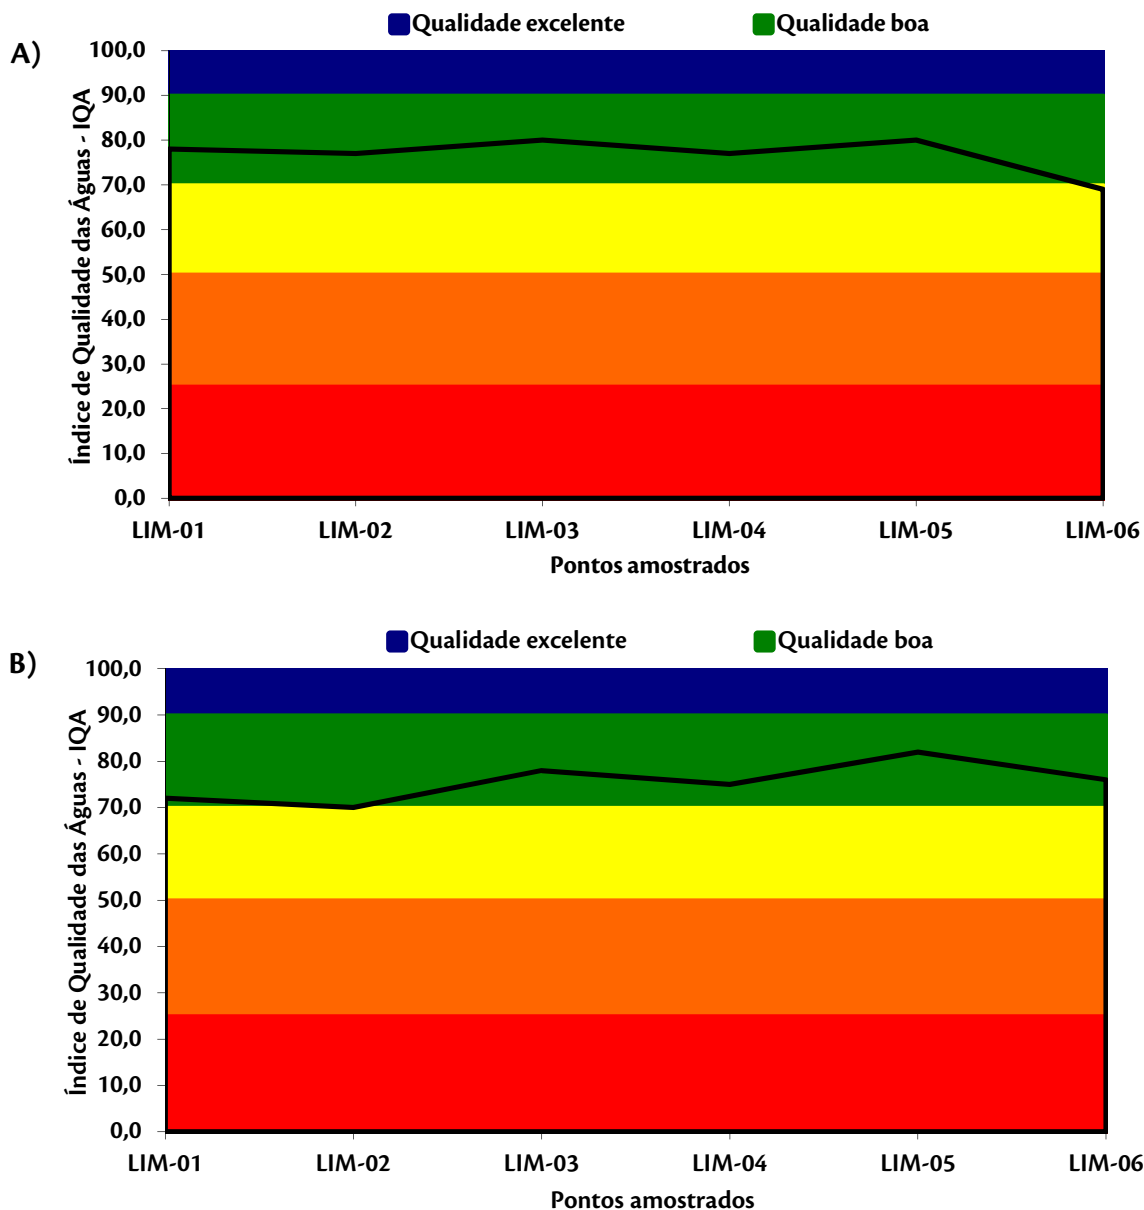 Qualidade excelente Qualidade boa
A)
100,0
90,0
80,0
70,0
60,0
50,0
40,0
30,0
20,0
10,0
0,0
Índice de Qualidade das Águas - IQA
LIM-01 LIM-02 LIM-03 LIM-04 LIM-05 LIM-06
Pontos amostrados
Qualidade excelente Qualidade boa
B)
100,0
90,0
80,0
70,0
60,0
50,0
40,0
30,0
20,0
10,0
0,0
Índice de Qualidade das Águas - IQA
LIM-01 LIM-02 LIM-03 LIM-04 LIM-05 LIM-06
Pontos amostrados